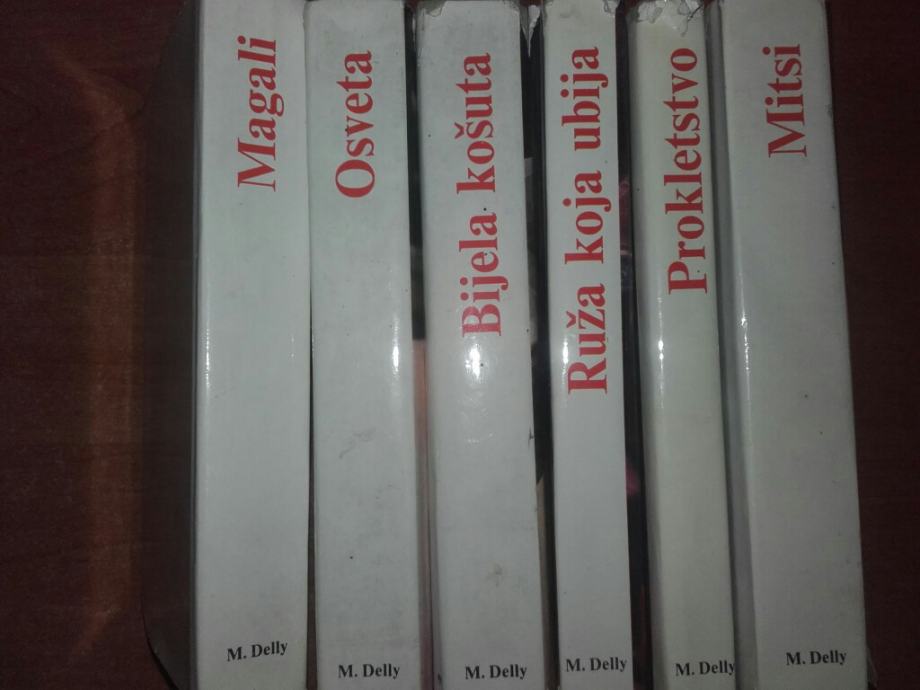 Magali
M. Delly
Osveta
M. Delly
Bijela košuta
M. Delly
Ruža koja ubija
M. Delly
Prokletstvo
M. Delly
Mitsi
M. Delly